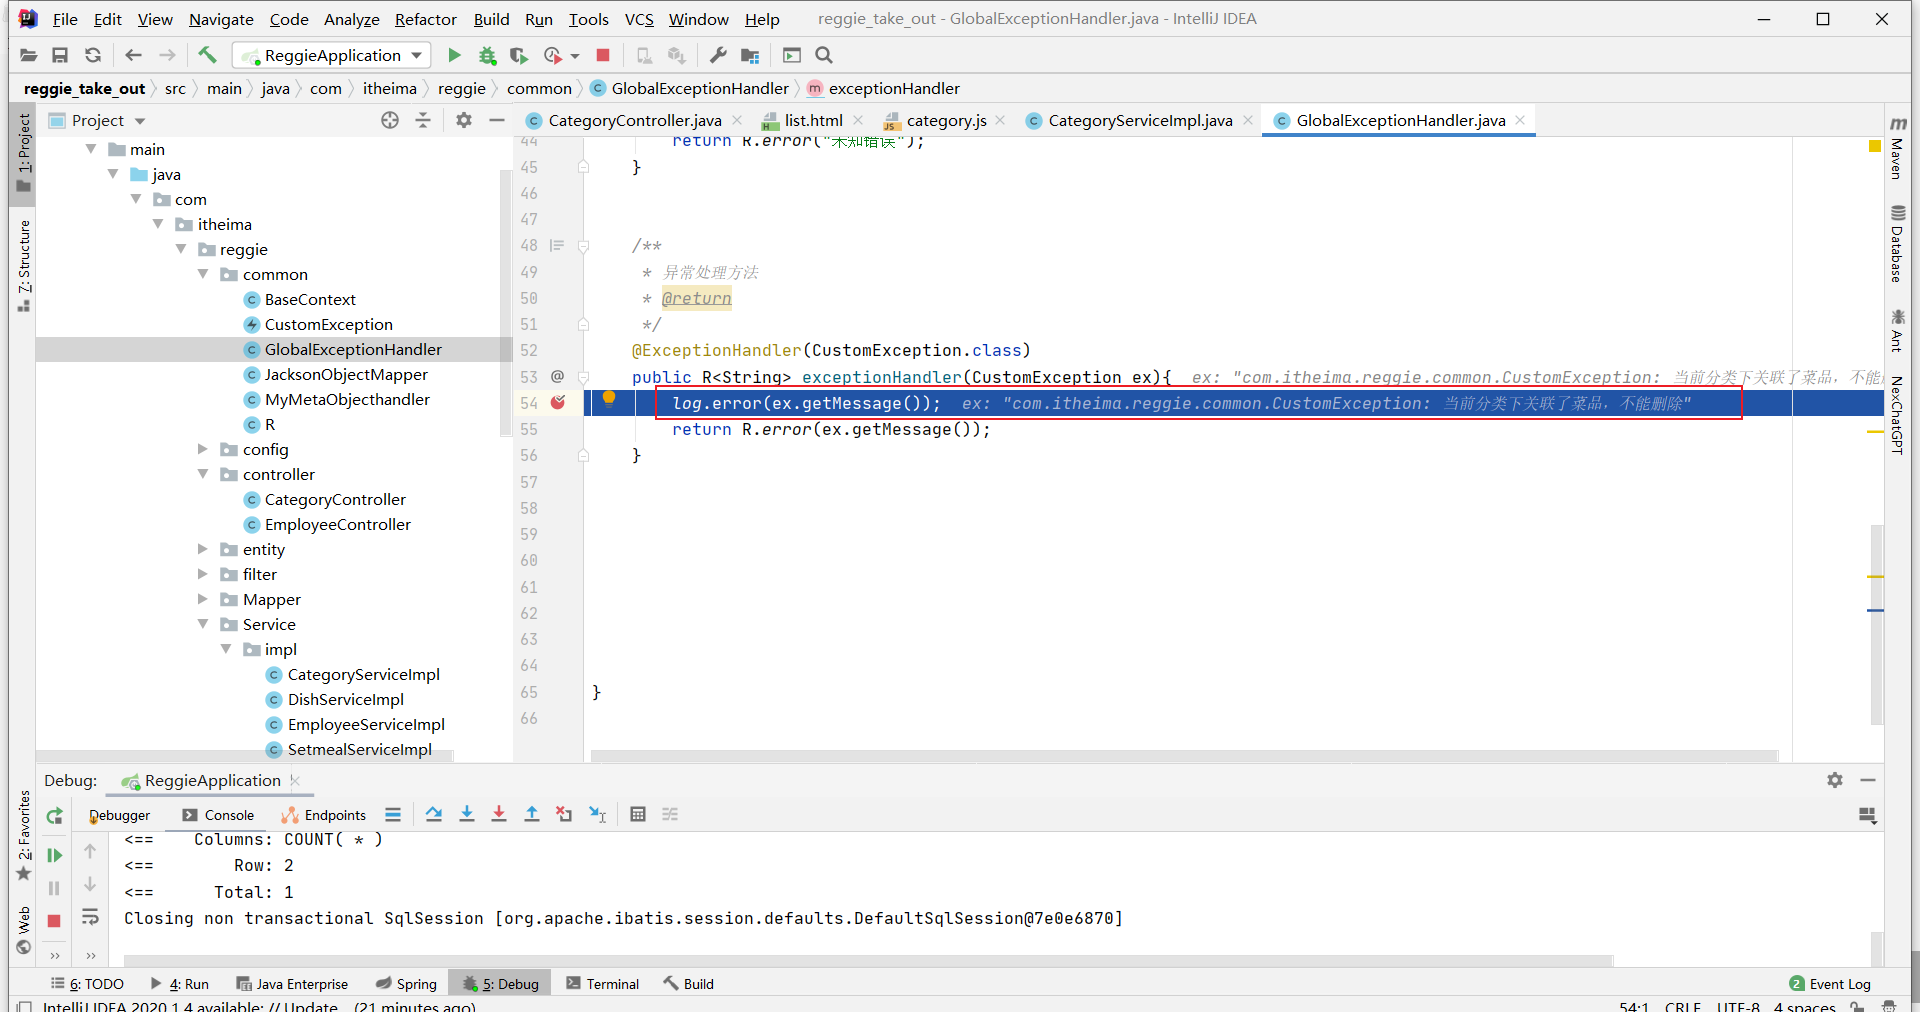 File Edit View Navigate Code Analyze Refactor Build Run Tools VCS Window Help reggie_take_out - GlobalExceptionHandler.java - IntelliJ IDEA
ReggieApplication
reggie_take_out src main java com itheima reggie common GlobalExceptionHandler exceptionHandler
Project CategoryController.java list.html category.js CategoryServiceImpl.java GlobalExceptionHandler.java
1: Project
Z: Structure
2: Favorites
Web
main
java
com
itheima
reggie
common
BaseContext
CustomException
GlobalExceptionHandler
JacksonObjectMapper
MyMetaObjecthandler
R
config
controller
CategoryController
EmployeeController
entity
filter
Mapper
Service
impl
CategoryServiceImpl
DishServiceImpl
EmployeeServiceImpl
SetmealServiceImpl
44 return R.error("未知错误");
45 }
46
47
48 /**
49 * 异常处理方法
50 * @return
51 */
52 @ExceptionHandler(CustomException.class)
53 @ public R<String> exceptionHandler(CustomException ex){ ex: "com.itheima.reggie.common.CustomException: 当前分类下关联了菜品，不能
54 log.error(ex.getMessage()); ex: "com.itheima.reggie.common.CustomException: 当前分类下关联了菜品，不能删除"
55 return R.error(ex.getMessage());
56 }
57
58
59
60
61
62
63
64
65 }
66
Maven
Database
Ant
NexChatGPT
Debug: ReggieApplication
Debugger Console Endpoints
<== Columns: COUNT( * )
<== Row: 2
<== Total: 1
Closing non transactional SqlSession [org.apache.ibatis.session.defaults.DefaultSqlSession@7e0e6870]
6: TODO 4: Run Java Enterprise Spring 5: Debug Terminal Build 2 Event Log
IntelliJ IDEA 2020.1.4 available: // Update... (21 minutes ago) 54:1 CRLF UTF-8 4 spaces